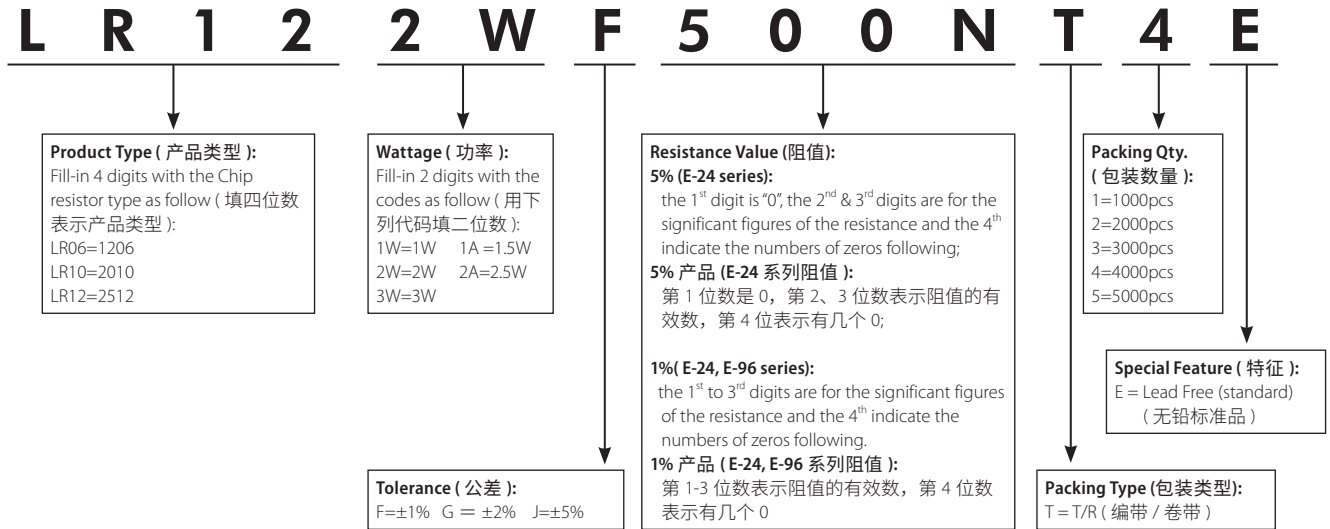 L R 1 2 2 W F 5 0 0 N T 4 E
Product Type ( 产品类型 ):
Fill-in 4 digits with the Chip
resistor type as follow ( 填四位数
表示产品类型 ):
LR06=1206
LR10=2010
LR12=2512
Wattage ( 功率 ):
Fill-in 2 digits with the
codes as follow ( 用下
列代码填二位数 ):
1W=1W 1A =1.5W
2W=2W 2A=2.5W
3W=3W
Tolerance ( 公差 ):
F=±1% G = ±2% J=±5%
Resistance Value (阻值):
5% (E-24 series):
the 1st digit is "0", the 2nd & 3rd digits are for the
significant figures of the resistance and the 4th
indicate the numbers of zeros following;
5% 产品 (E-24 系列阻值 ):
第 1 位数是 0，第 2、3 位数表示阻值的有
效数，第 4 位表示有几个 0;
1%( E-24, E-96 series):
the 1st to 3rd digits are for the significant figures
of the resistance and the 4th indicate the
numbers of zeros following.
1% 产品 ( E-24, E-96 系列阻值 ):
第 1-3 位数表示阻值的有效数，第 4 位数
表示有几个 0
Packing Type (包装类型):
T = T/R ( 编带 / 卷带 )
Packing Qty.
( 包装数量 ):
1=1000pcs
2=2000pcs
3=3000pcs
4=4000pcs
5=5000pcs
Special Feature ( 特征 ):
E = Lead Free (standard)
( 无铅标准品 )